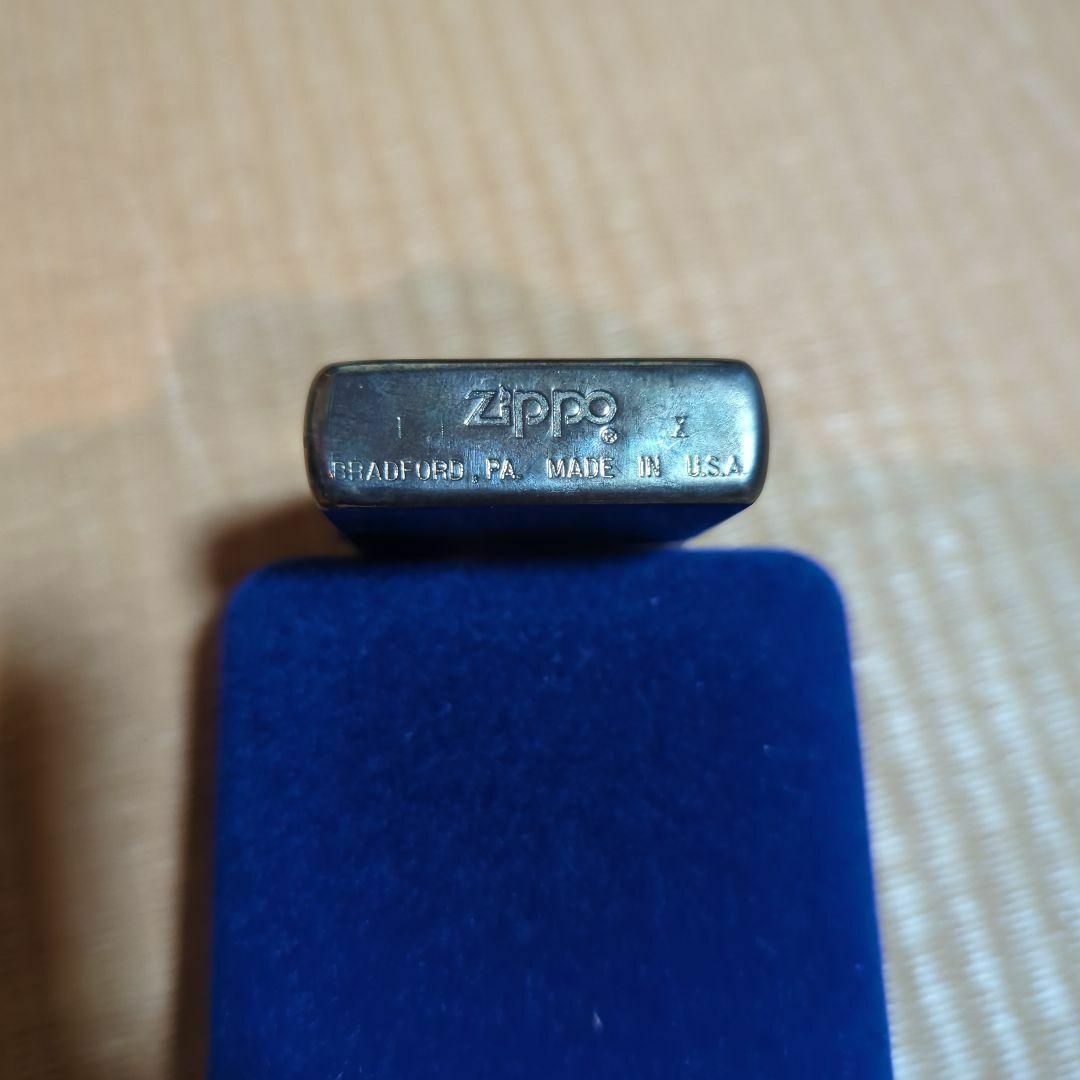 Zippo ®
I X
BRADFORD, PA. MADE IN U.S.A.